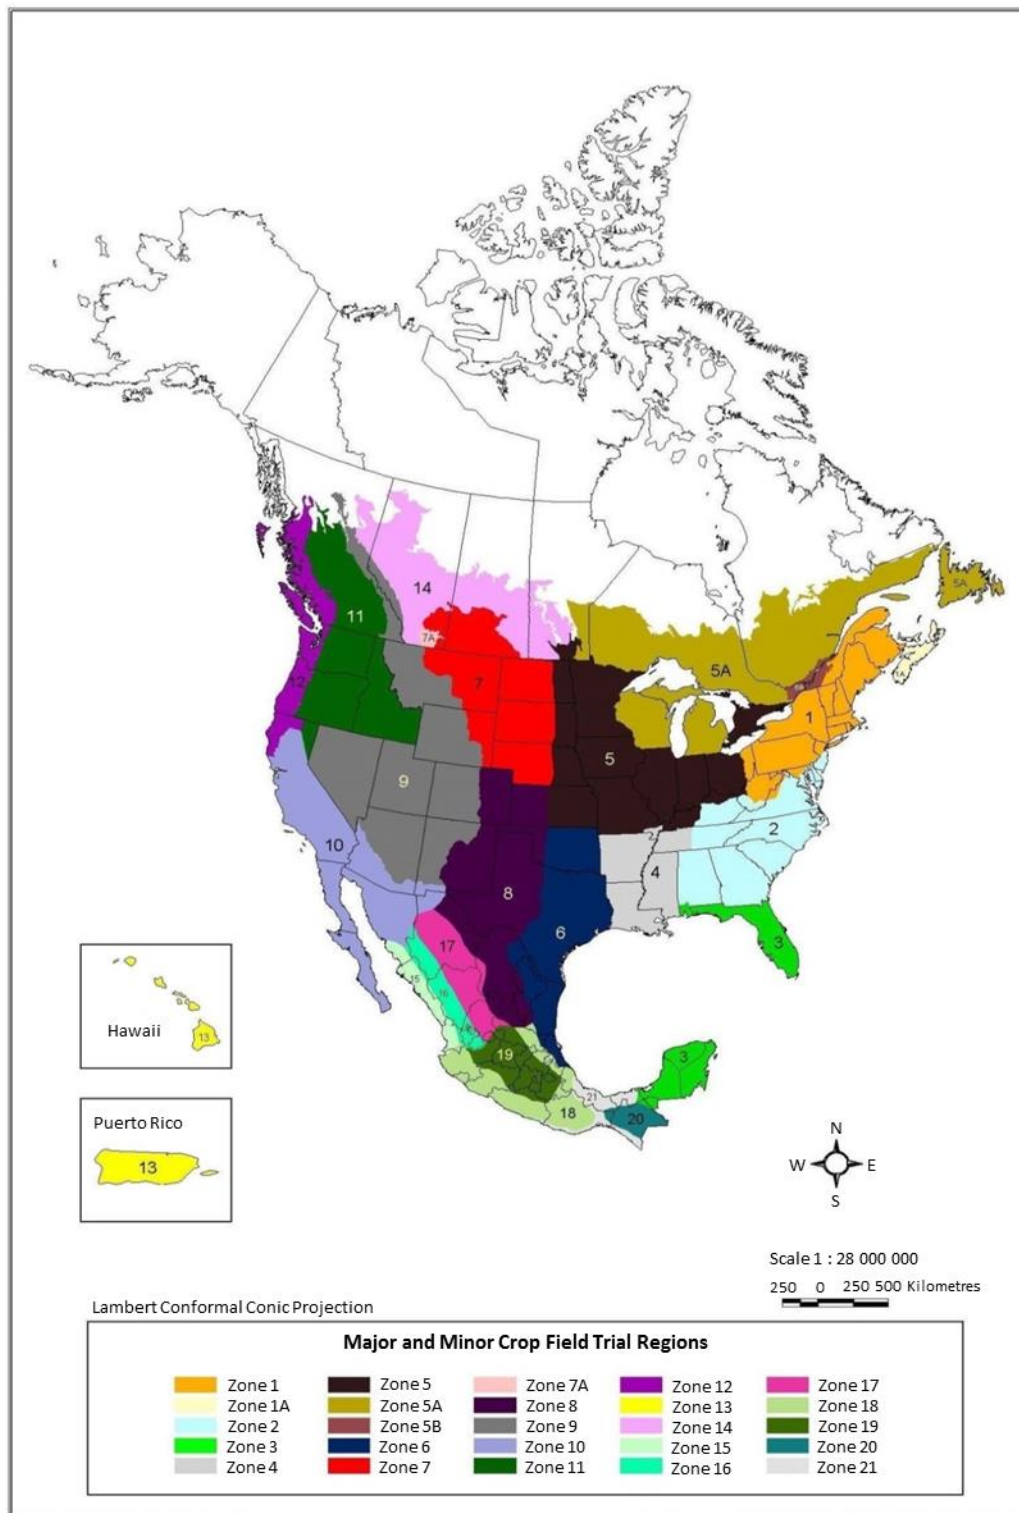 14
5A
11
7A
5A
1A
12
7
1
5
9
2
10
4
8
6
3
17
15
16
Hawaii
13
19
3
21
18
20
Puerto Rico
13
N
W
E
S
Scale 1 : 28 000 000
250 0 250 500 Kilometres
Lambert Conformal Conic Projection
Major and Minor Crop Field Trial Regions
Zone 1
Zone 5
Zone 7A
Zone 12
Zone 17
Zone 1A
Zone 5A
Zone 8
Zone 13
Zone 18
Zone 2
Zone 5B
Zone 9
Zone 14
Zone 19
Zone 3
Zone 6
Zone 10
Zone 15
Zone 20
Zone 4
Zone 7
Zone 11
Zone 16
Zone 21